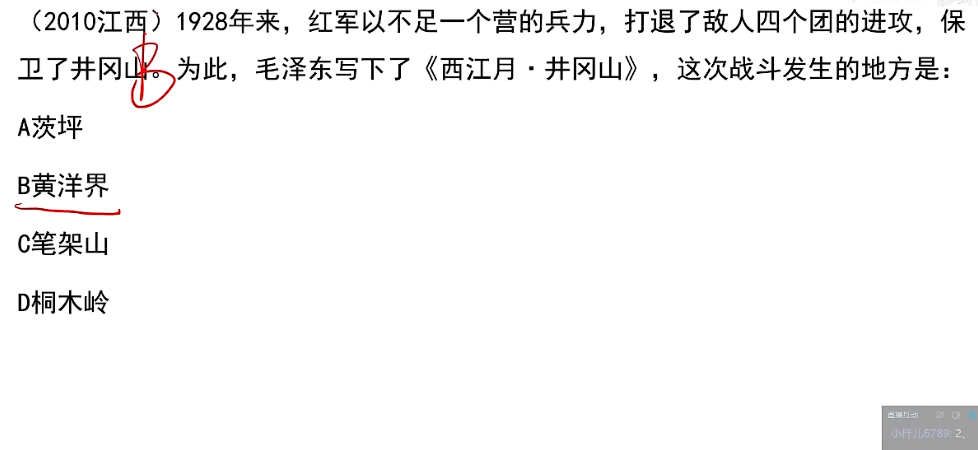 （2010江西）1928年来，红军以不足一个营的兵力，打退了敌人四个团的进攻，保
卫了井冈山。为此，毛泽东写下了《西江月·井冈山》，这次战斗发生的地方是：
B
A茨坪
B黄洋界
C笔架山
D桐木岭
直播互动
小样儿6789: 2、